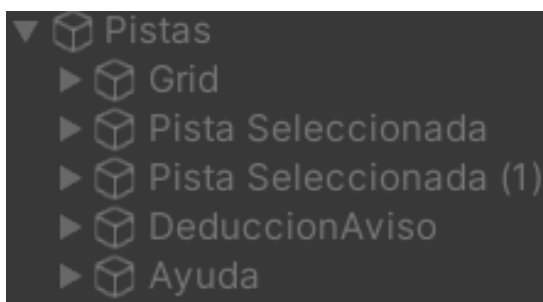 Pistas
Grid
Pista Seleccionada
Pista Seleccionada (1)
DeduccionAviso
Ayuda